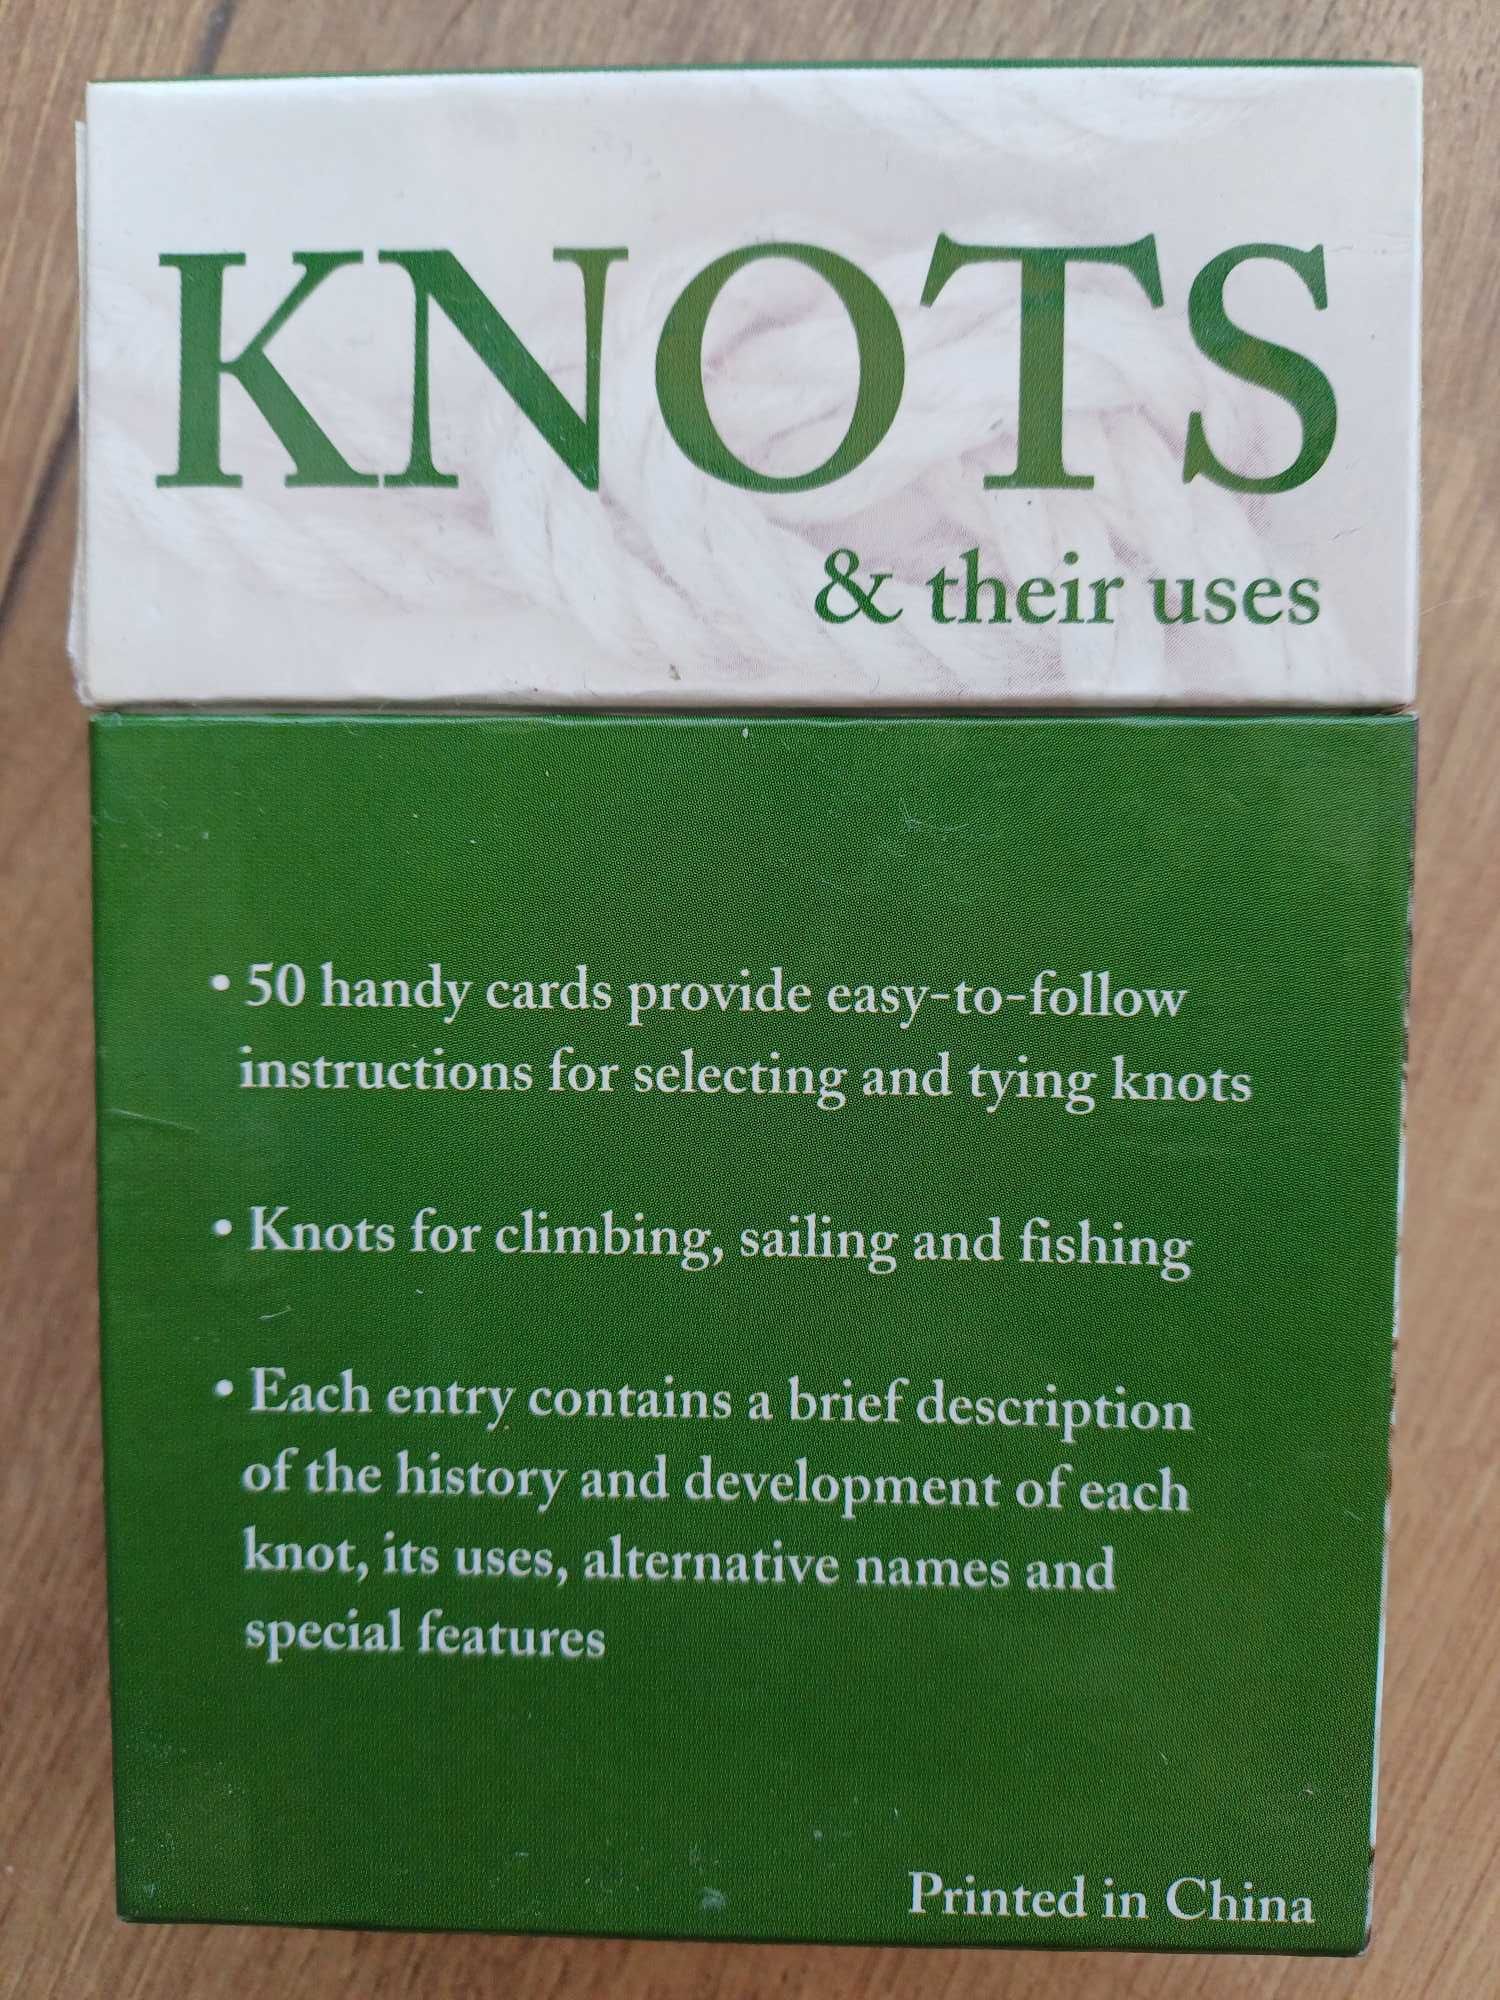 KNOTS
& their uses
• 50 handy cards provide easy-to-follow
instructions for selecting and tying knots
• Knots for climbing, sailing and fishing
• Each entry contains a brief description
of the history and development of each
knot, its uses, alternative names and
special features
Printed in China